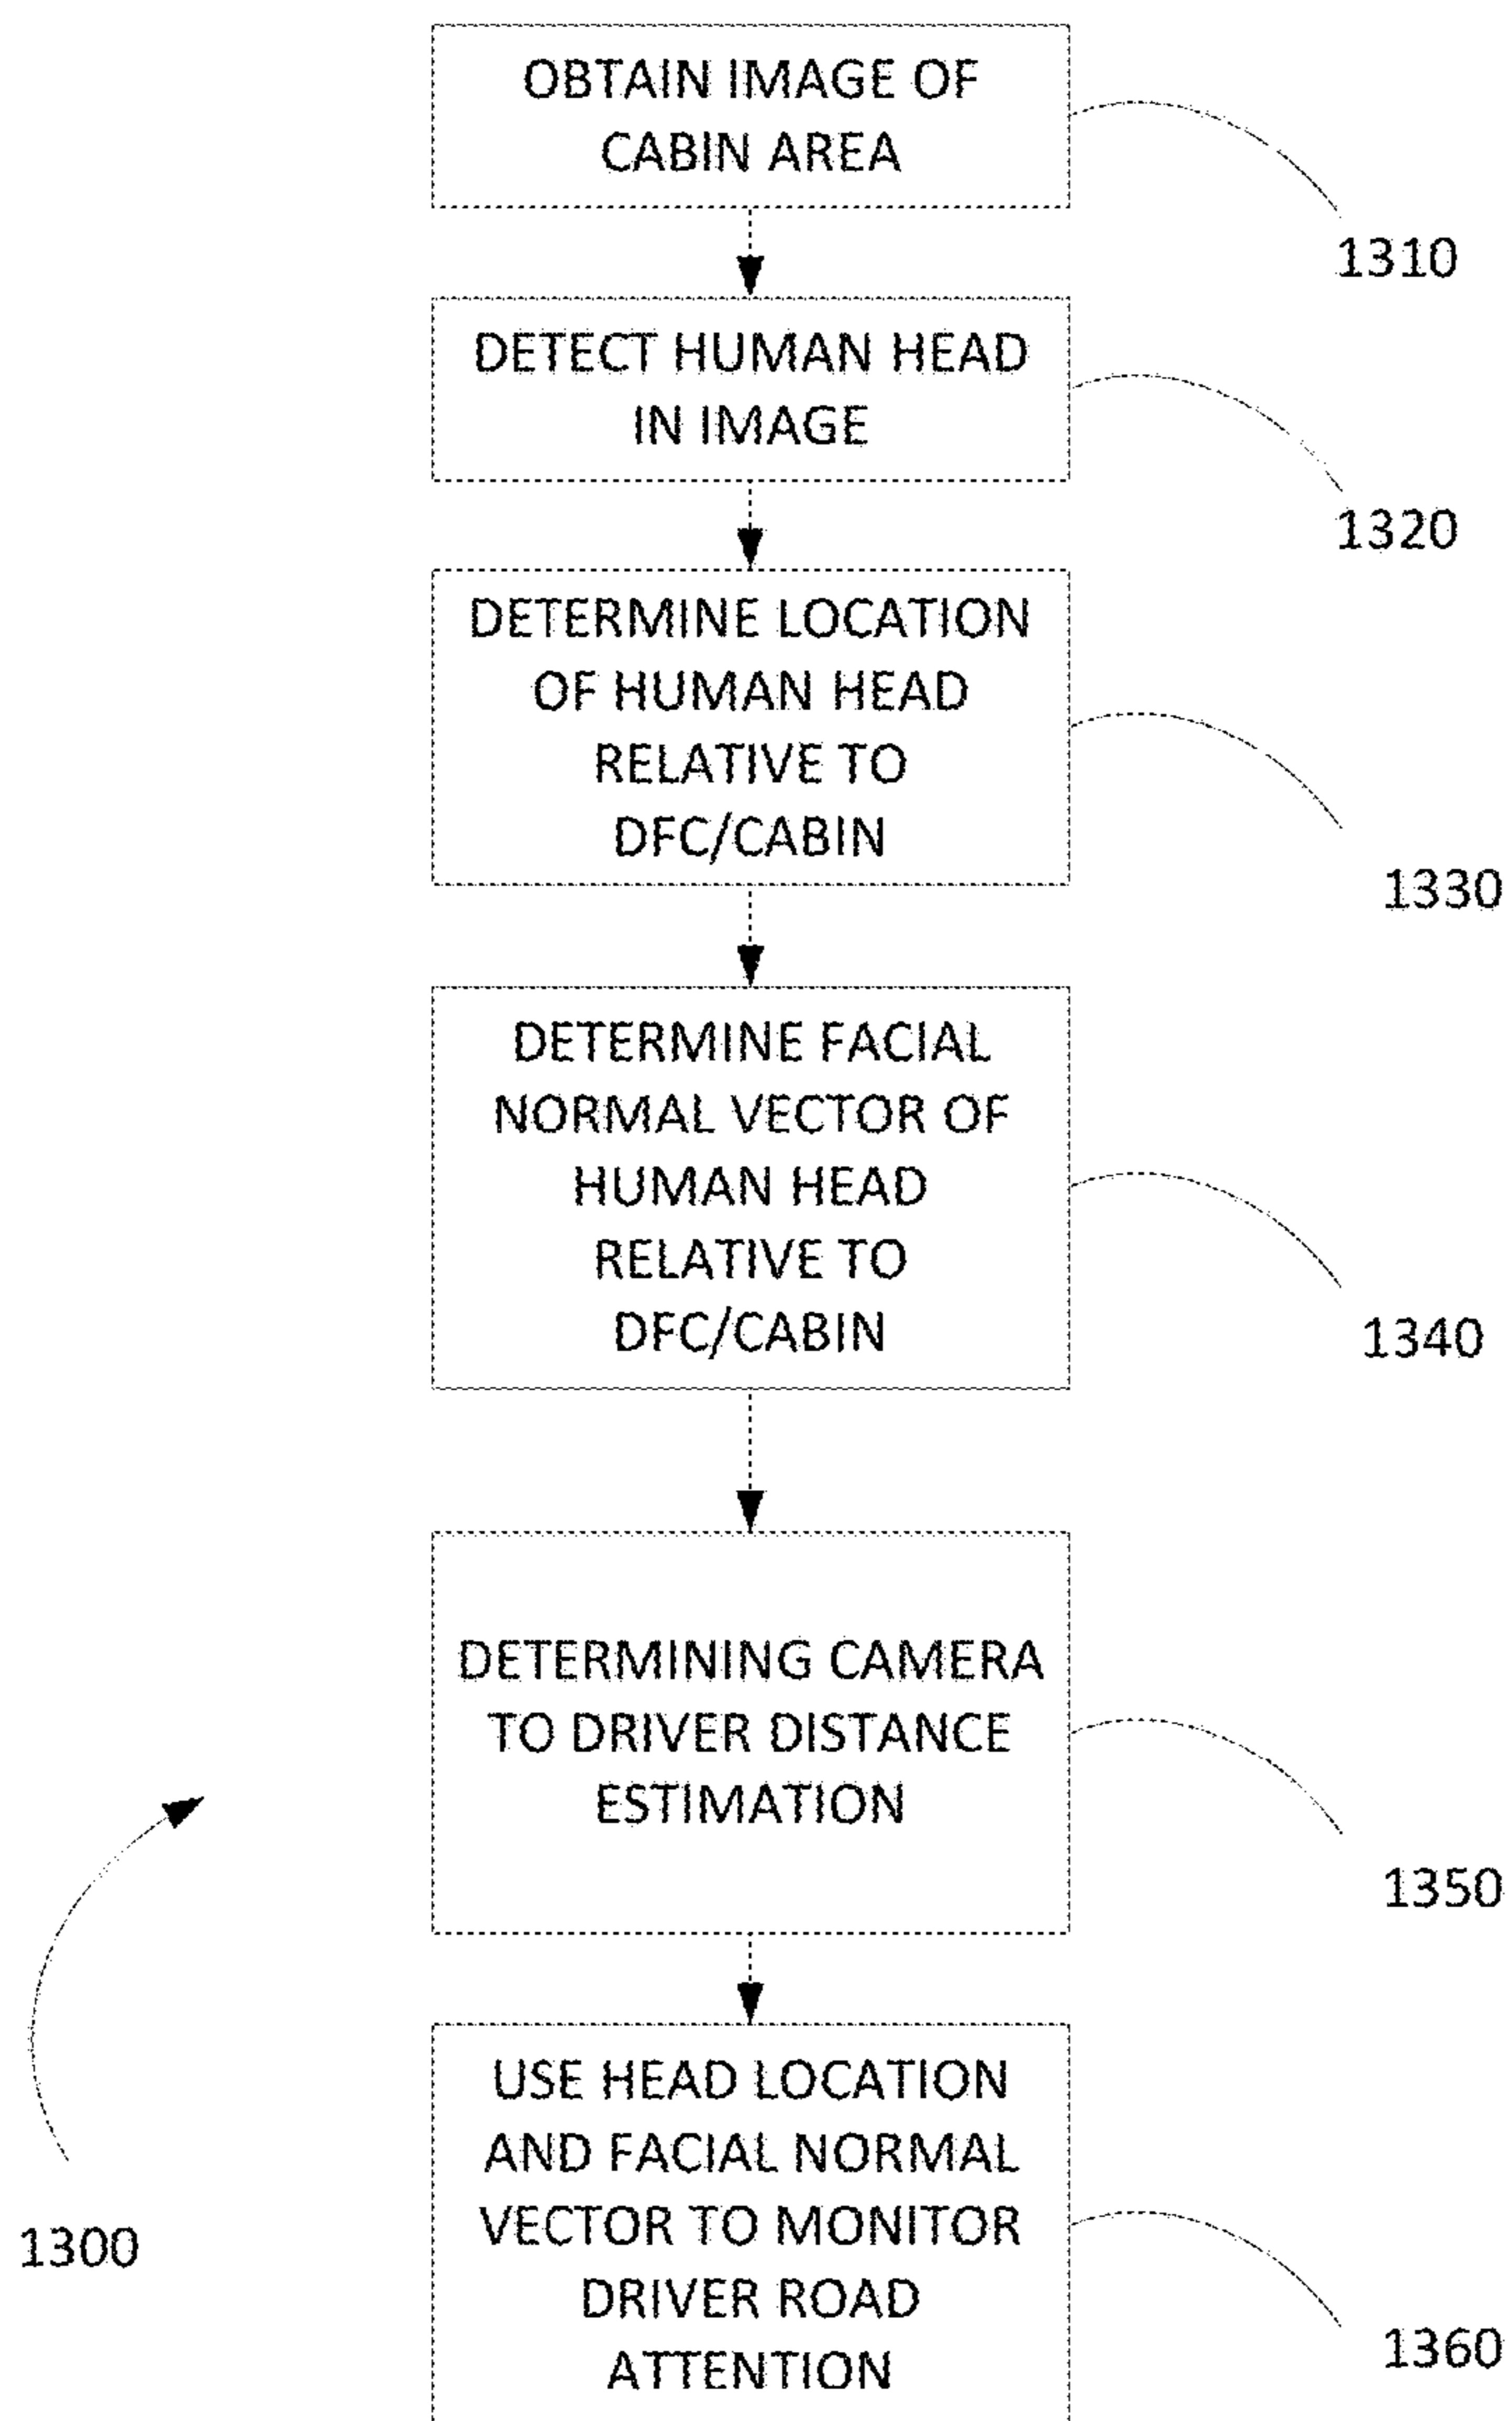 OBTAIN IMAGE OF
CABIN AREA
1310
DETECT HUMAN HEAD
IN IMAGE
1320
DETERMINE LOCATION
OF HUMAN HEAD
RELATIVE TO
DFC/CABIN
1330
DETERMINE FACIAL
NORMAL VECTOR OF
HUMAN HEAD
RELATIVE TO
DFC/CABIN
1340
DETERMINING CAMERA
TO DRIVER DISTANCE
ESTIMATION
1350
USE HEAD LOCATION
AND FACIAL NORMAL
VECTOR TO MONITOR
DRIVER ROAD
ATTENTION
1360
1300